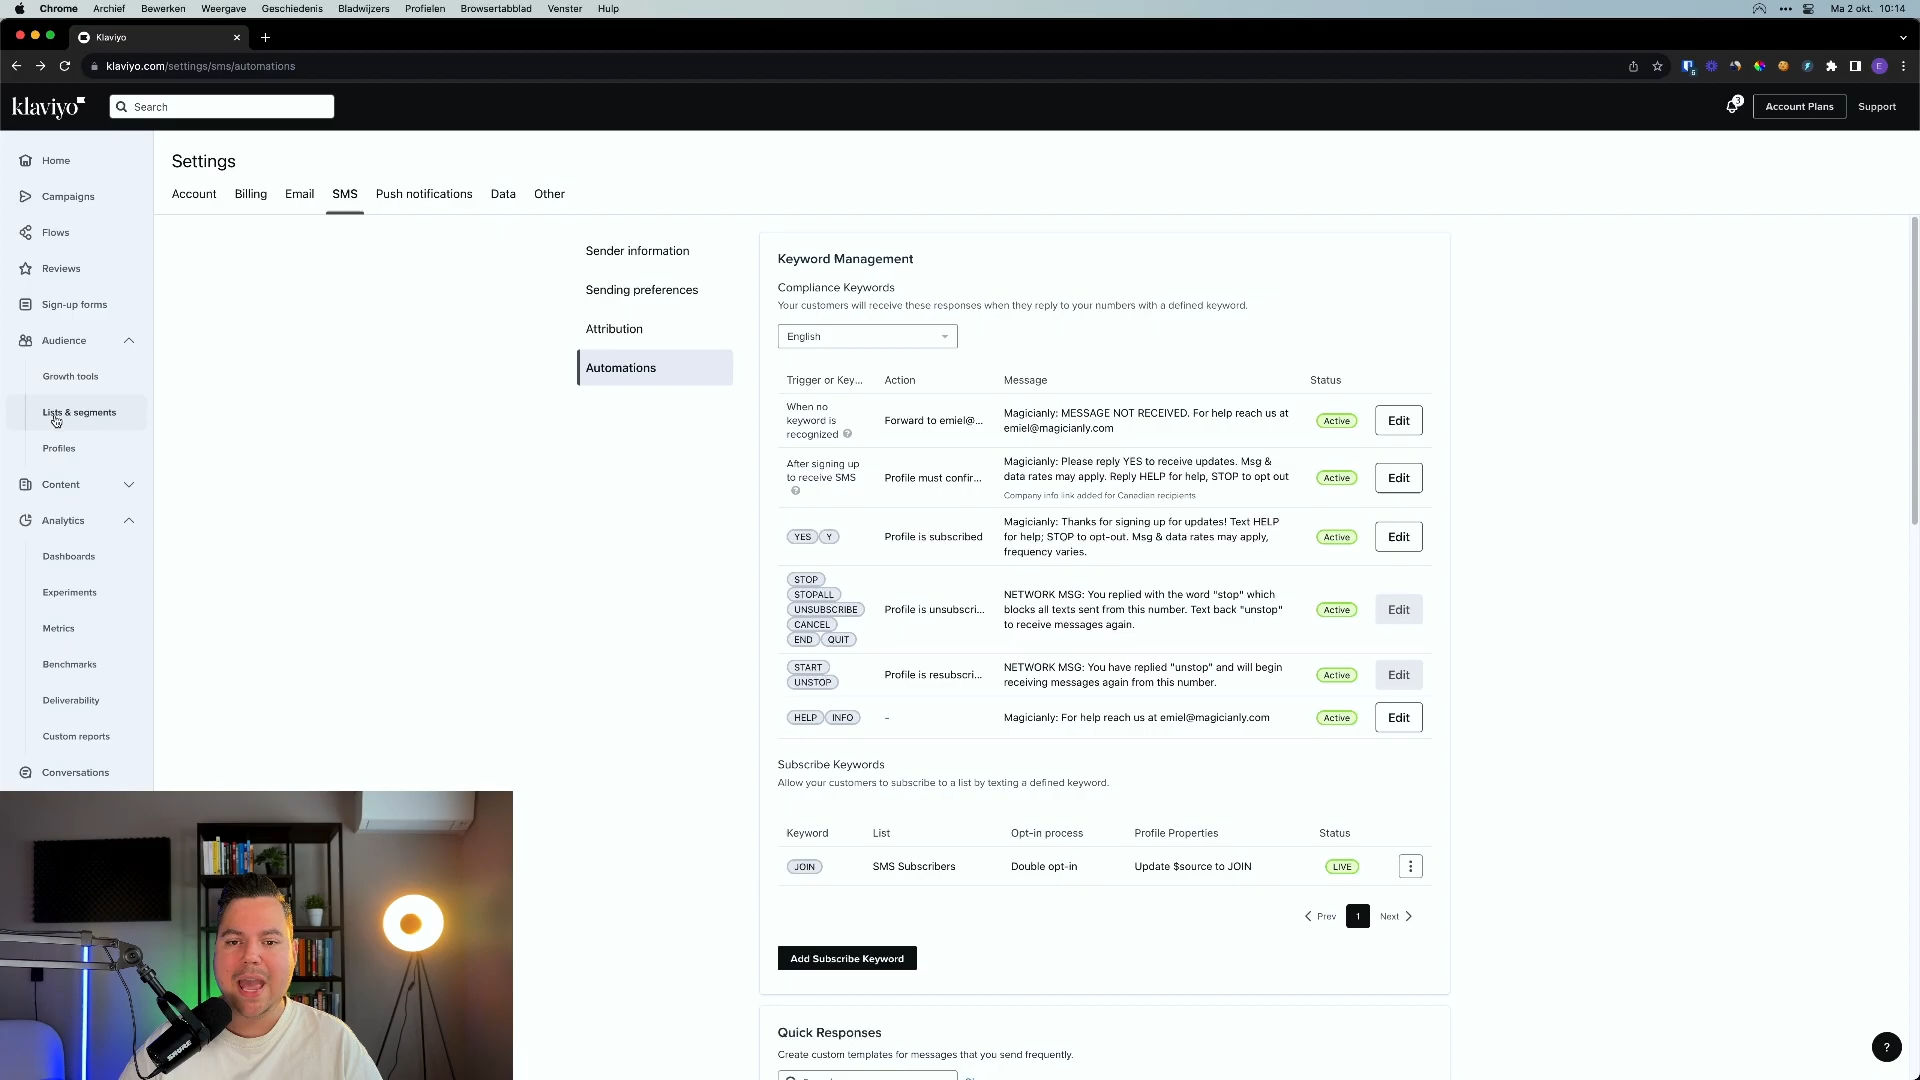 Chrome Archief Bewerken Weergave Geschiedenis Bladwijzers Profielen Browsertabblad Venster Hulp Ma 2 okt. 10:14
Klaviyo
klaviyo.com/settings/sms/automations
klaviyo Search 3 Account Plans Support
Home
Campaigns
Flows
Reviews
Sign-up forms
Audience
Growth tools
Lists & segments
Profiles
Content
Analytics
Dashboards
Experiments
Metrics
Benchmarks
Deliverability
Custom reports
Conversations
Settings
Account Billing Email SMS Push notifications Data Other
Sender information
Sending preferences
Attribution
Automations
Keyword Management
Compliance Keywords
Your customers will receive these responses when they reply to your numbers with a defined keyword.
English
Trigger or Key... Action Message Status
When no
keyword is
recognized
Forward to emiel@...
Magicianly: MESSAGE NOT RECEIVED. For help reach us at
emiel@magicianly.com
Active Edit
After signing up
to receive SMS
Profile must confir...
Magicianly: Please reply YES to receive updates. Msg &
data rates may apply. Reply HELP for help, STOP to opt out
Company info link added for Canadian recipients
Active Edit
YES Y
Profile is subscribed
Magicianly: Thanks for signing up for updates! Text HELP
for help; STOP to opt-out. Msg & data rates may apply,
frequency varies.
Active Edit
STOP
STOPALL
UNSUBSCRIBE
CANCEL
END QUIT
Profile is unsubscri...
NETWORK MSG: You replied with the word "stop" which
blocks all texts sent from this number. Text back "unstop"
to receive messages again.
Active Edit
START
UNSTOP
Profile is resubscri...
NETWORK MSG: You have replied "unstop" and will begin
receiving messages again from this number.
Active Edit
HELP INFO
-
Magicianly: For help reach us at emiel@magicianly.com
Active Edit
Subscribe Keywords
Allow your customers to subscribe to a list by texting a defined keyword.
Keyword List Opt-in process Profile Properties Status
JOIN SMS Subscribers Double opt-in Update $source to JOIN LIVE
Prev 1 Next
Add Subscribe Keyword
Quick Responses
Create custom templates for messages that you send frequently.
SHURE
?